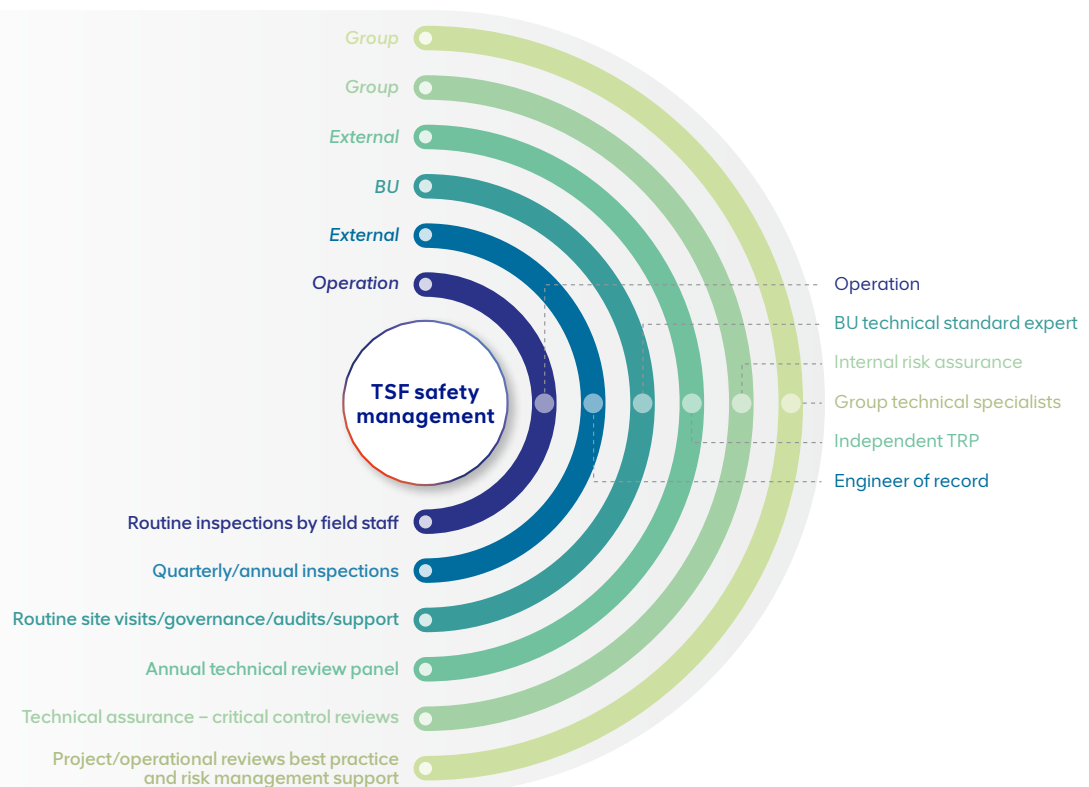 Group
Group
External
BU
External
Operation
TSF safety
management
Operation
BU technical standard expert
Internal risk assurance
Group technical specialists
Independent TRP
Engineer of record
Routine inspections by field staff
Quarterly/annual inspections
Routine site visits/governance/audits/support
Annual technical review panel
Technical assurance – critical control reviews
Project/operational reviews best practice
and risk management support